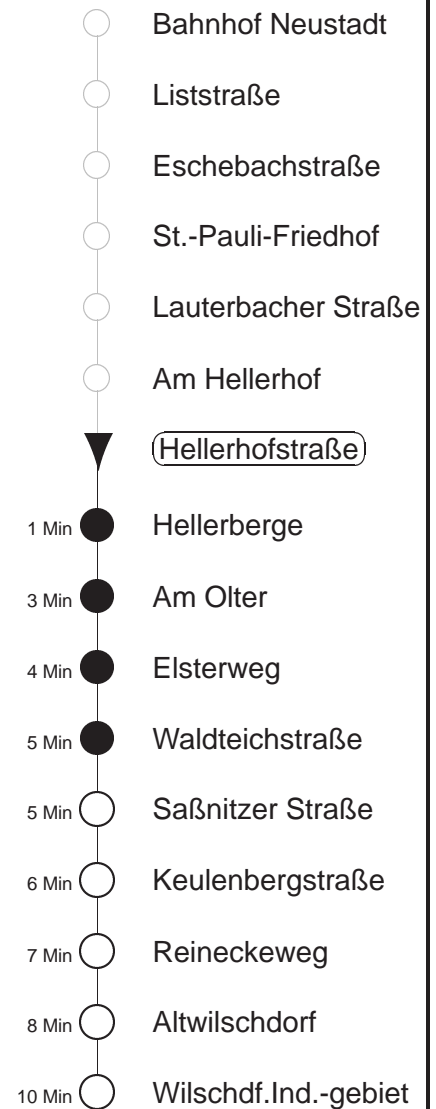 Bahnhof Neustadt
Liststraße
Eschebachstraße
St.-Pauli-Friedhof
Lauterbacher Straße
Am Hellerhof
Hellerhofstraße
1 Min Hellerberge
3 Min Am Olter
4 Min Elsterweg
5 Min Waldteichstraße
5 Min Saßnitzer Straße
6 Min Keulenbergstraße
7 Min Reineckeweg
8 Min Altwilschdorf
10 Min Wilschdf.Ind.-gebiet